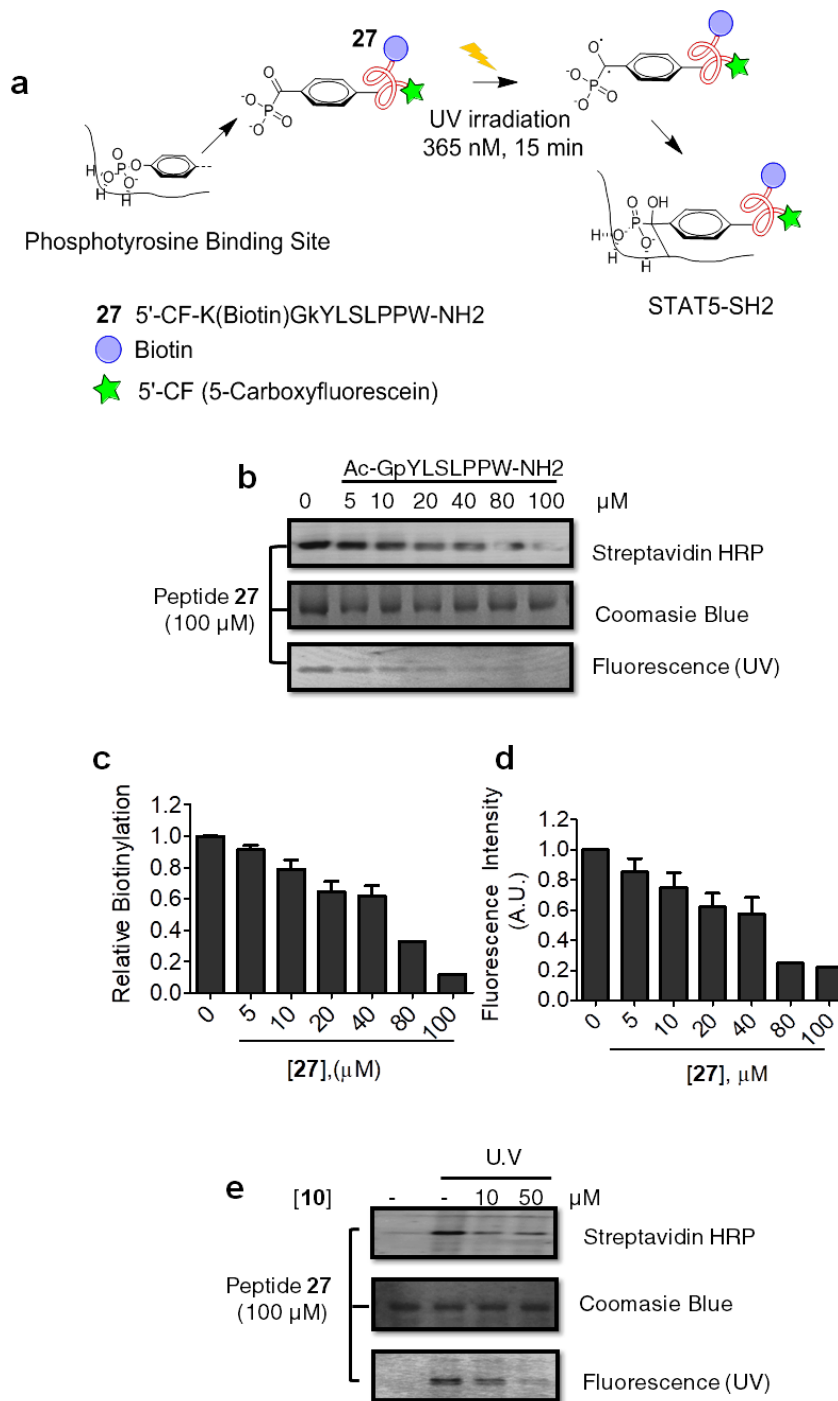 a
27
UV irradiation
365 nM, 15 min
Phosphotyrosine Binding Site
STAT5-SH2
27 5'-CF-K(Biotin)GkYLSLPPW-NH2
Biotin
5'-CF (5-Carboxyfluorescein)
b
Ac-GpYLSLPPW-NH2
0 5 10 20 40 80 100 µM
Peptide 27
(100 µM)
Streptavidin HRP
Coomasie Blue
Fluorescence (UV)
c
Relative Biotinylation
1.2
1.0
0.8
0.6
0.4
0.2
0.0
0 5 10 20 40 80 100
[27],(µM)
d
Fluorescence Intensity
(A.U.)
1.2
1.0
0.8
0.6
0.4
0.2
0.0
0 5 10 20 40 80 100
[27], µM
e
U.V
[10] - - 10 50 µM
Peptide 27
(100 µM)
Streptavidin HRP
Coomasie Blue
Fluorescence (UV)